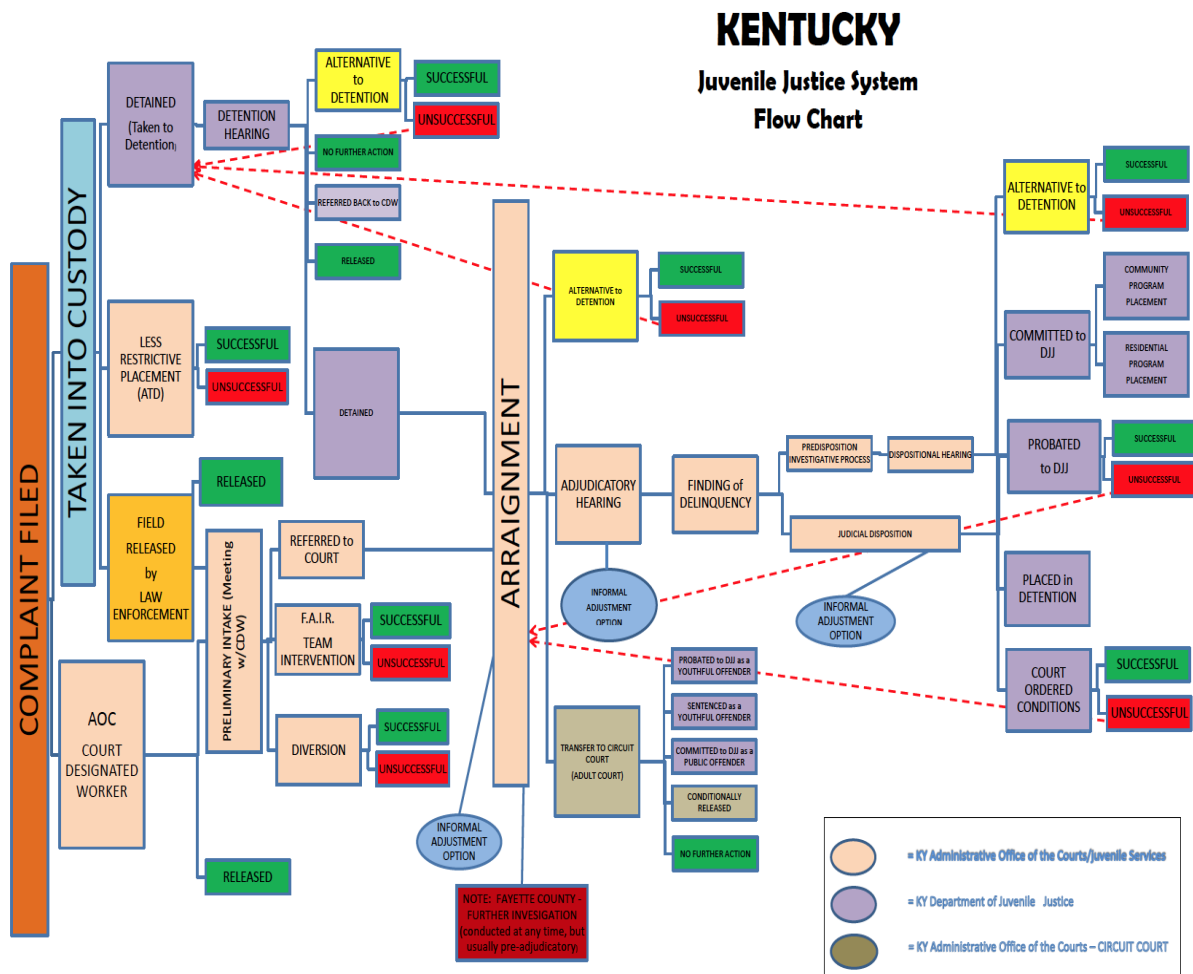 KENTUCKY
Juvenile Justice System
Flow Chart
COMPLAINT FILED
TAKEN INTO CUSTODY
DETAINED
(Taken to
Detention)
DETENTION
HEARING
ALTERNATIVE
to
DETENTION
SUCCESSFUL
UNSUCCESSFUL
NO FURTHER ACTION
REFERRED BACK to CDW
RELEASED
LESS
RESTRICTIVE
PLACEMENT
(ATD)
SUCCESSFUL
UNSUCCESSFUL
DETAINED
FIELD
RELEASED
by
LAW
ENFORCEMENT
RELEASED
AOC
COURT
DESIGNATED
WORKER
PRELIMINARY INTAKE (Meeting
w/CDW)
REFERRED to
COURT
F.A.I.R.
TEAM
INTERVENTION
SUCCESSFUL
UNSUCCESSFUL
DIVERSION
SUCCESSFUL
UNSUCCESSFUL
RELEASED
ARRAIGNMENT
INFORMAL
ADJUSTMENT
OPTION
NOTE: FAYETTE COUNTY -
FURTHER INVESIGATION
(conducted at any time, but
usually pre-adjudicatory)
ALTERNATIVE to
DETENTION
SUCCESSFUL
UNSUCCESSFUL
ADJUDICATORY
HEARING
INFORMAL
ADJUSTMENT
OPTION
FINDING of
DELINQUENCY
PREDISPOSITION
INVESTIGATIVE PROCESS
DISPOSITIONAL HEARING
JUDICIAL DISPOSITION
INFORMAL
ADJUSTMENT
OPTION
TRANSFER TO CIRCUIT
COURT
(ADULT COURT)
PROBATED to DJJ as a
YOUTHFUL OFFENDER
SENTENCED as a
YOUTHFUL OFFENDER
COMMITTED to DJJ as a
PUBLIC OFFENDER
CONDITIONALLY
RELEASED
NO FURTHER ACTION
ALTERNATIVE to
DETENTION
SUCCESSFUL
UNSUCCESSFUL
COMMITTED to
DJJ
COMMUNITY
PROGRAM
PLACEMENT
RESIDENTIAL
PROGRAM
PLACEMENT
PROBATED
to DJJ
SUCCESSFUL
UNSUCCESSFUL
PLACED in
DETENTION
COURT
ORDERED
CONDITIONS
SUCCESSFUL
UNSUCCESSFUL
= KY Administrative Office of the Courts/Juvenile Services
= KY Department of Juvenile Justice
= KY Administrative Office of the Courts – CIRCUIT COURT